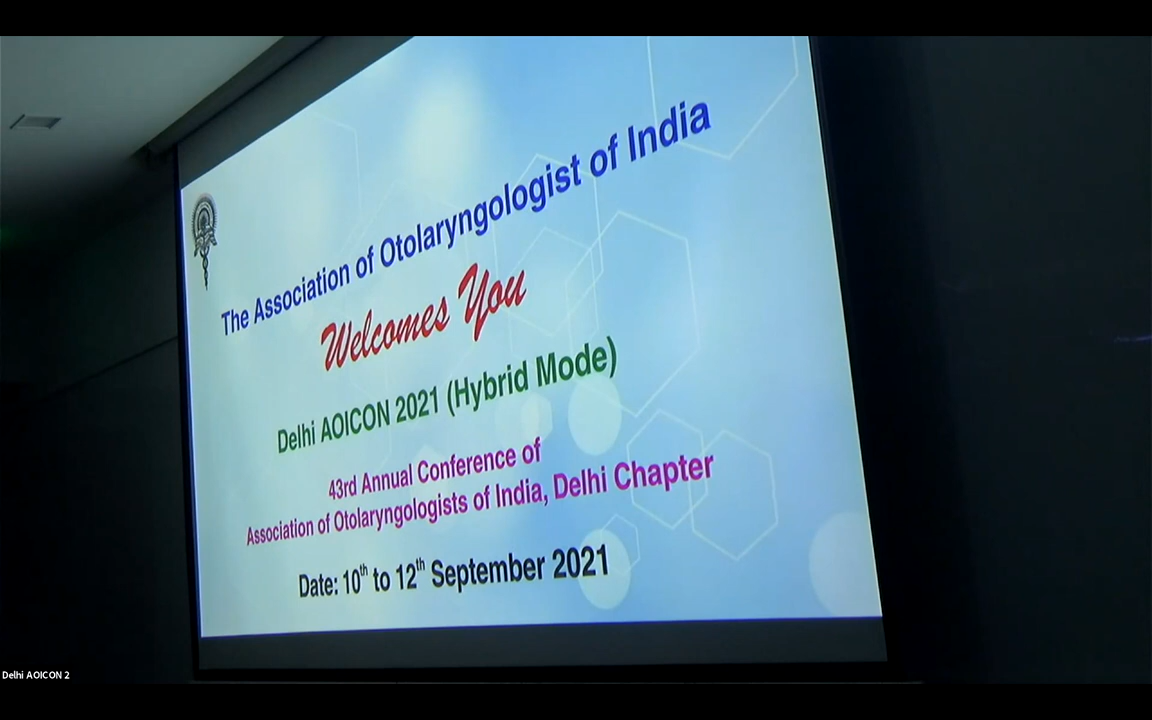 The Association of Otolaryngologist of India
Welcomes You
Delhi AOICON 2021 (Hybrid Mode)
43rd Annual Conference of
Association of Otolaryngologists of India, Delhi Chapter
Date: 10th to 12th September 2021
Delhi AOICON 2